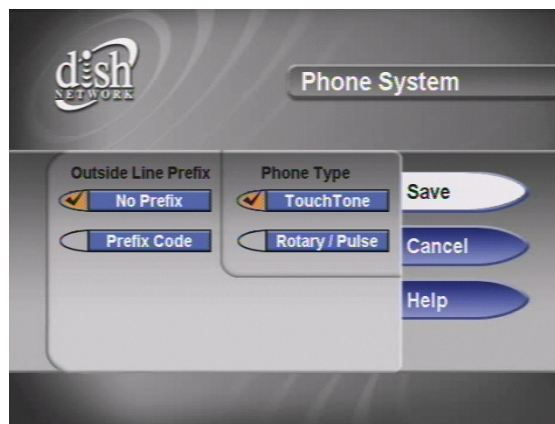 dish
NETWORK
Phone System
Outside Line Prefix
Phone Type
No Prefix
TouchTone
Save
Prefix Code
Rotary / Pulse
Cancel
Help